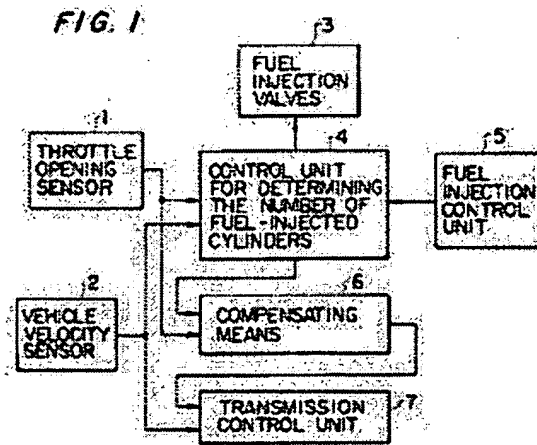 FIG. 1
3
FUEL
INJECTION
VALVES
1
THROTTLE
OPENING
SENSOR
4
CONTROL UNIT
FOR DETERMINING
THE NUMBER OF
FUEL-INJECTED
CYLINDERS
5
FUEL
INJECTION
CONTROL
UNIT
2
VEHICLE
VELOCITY
SENSOR
6
COMPENSATING
MEANS
7
TRANSMISSION
CONTROL UNIT